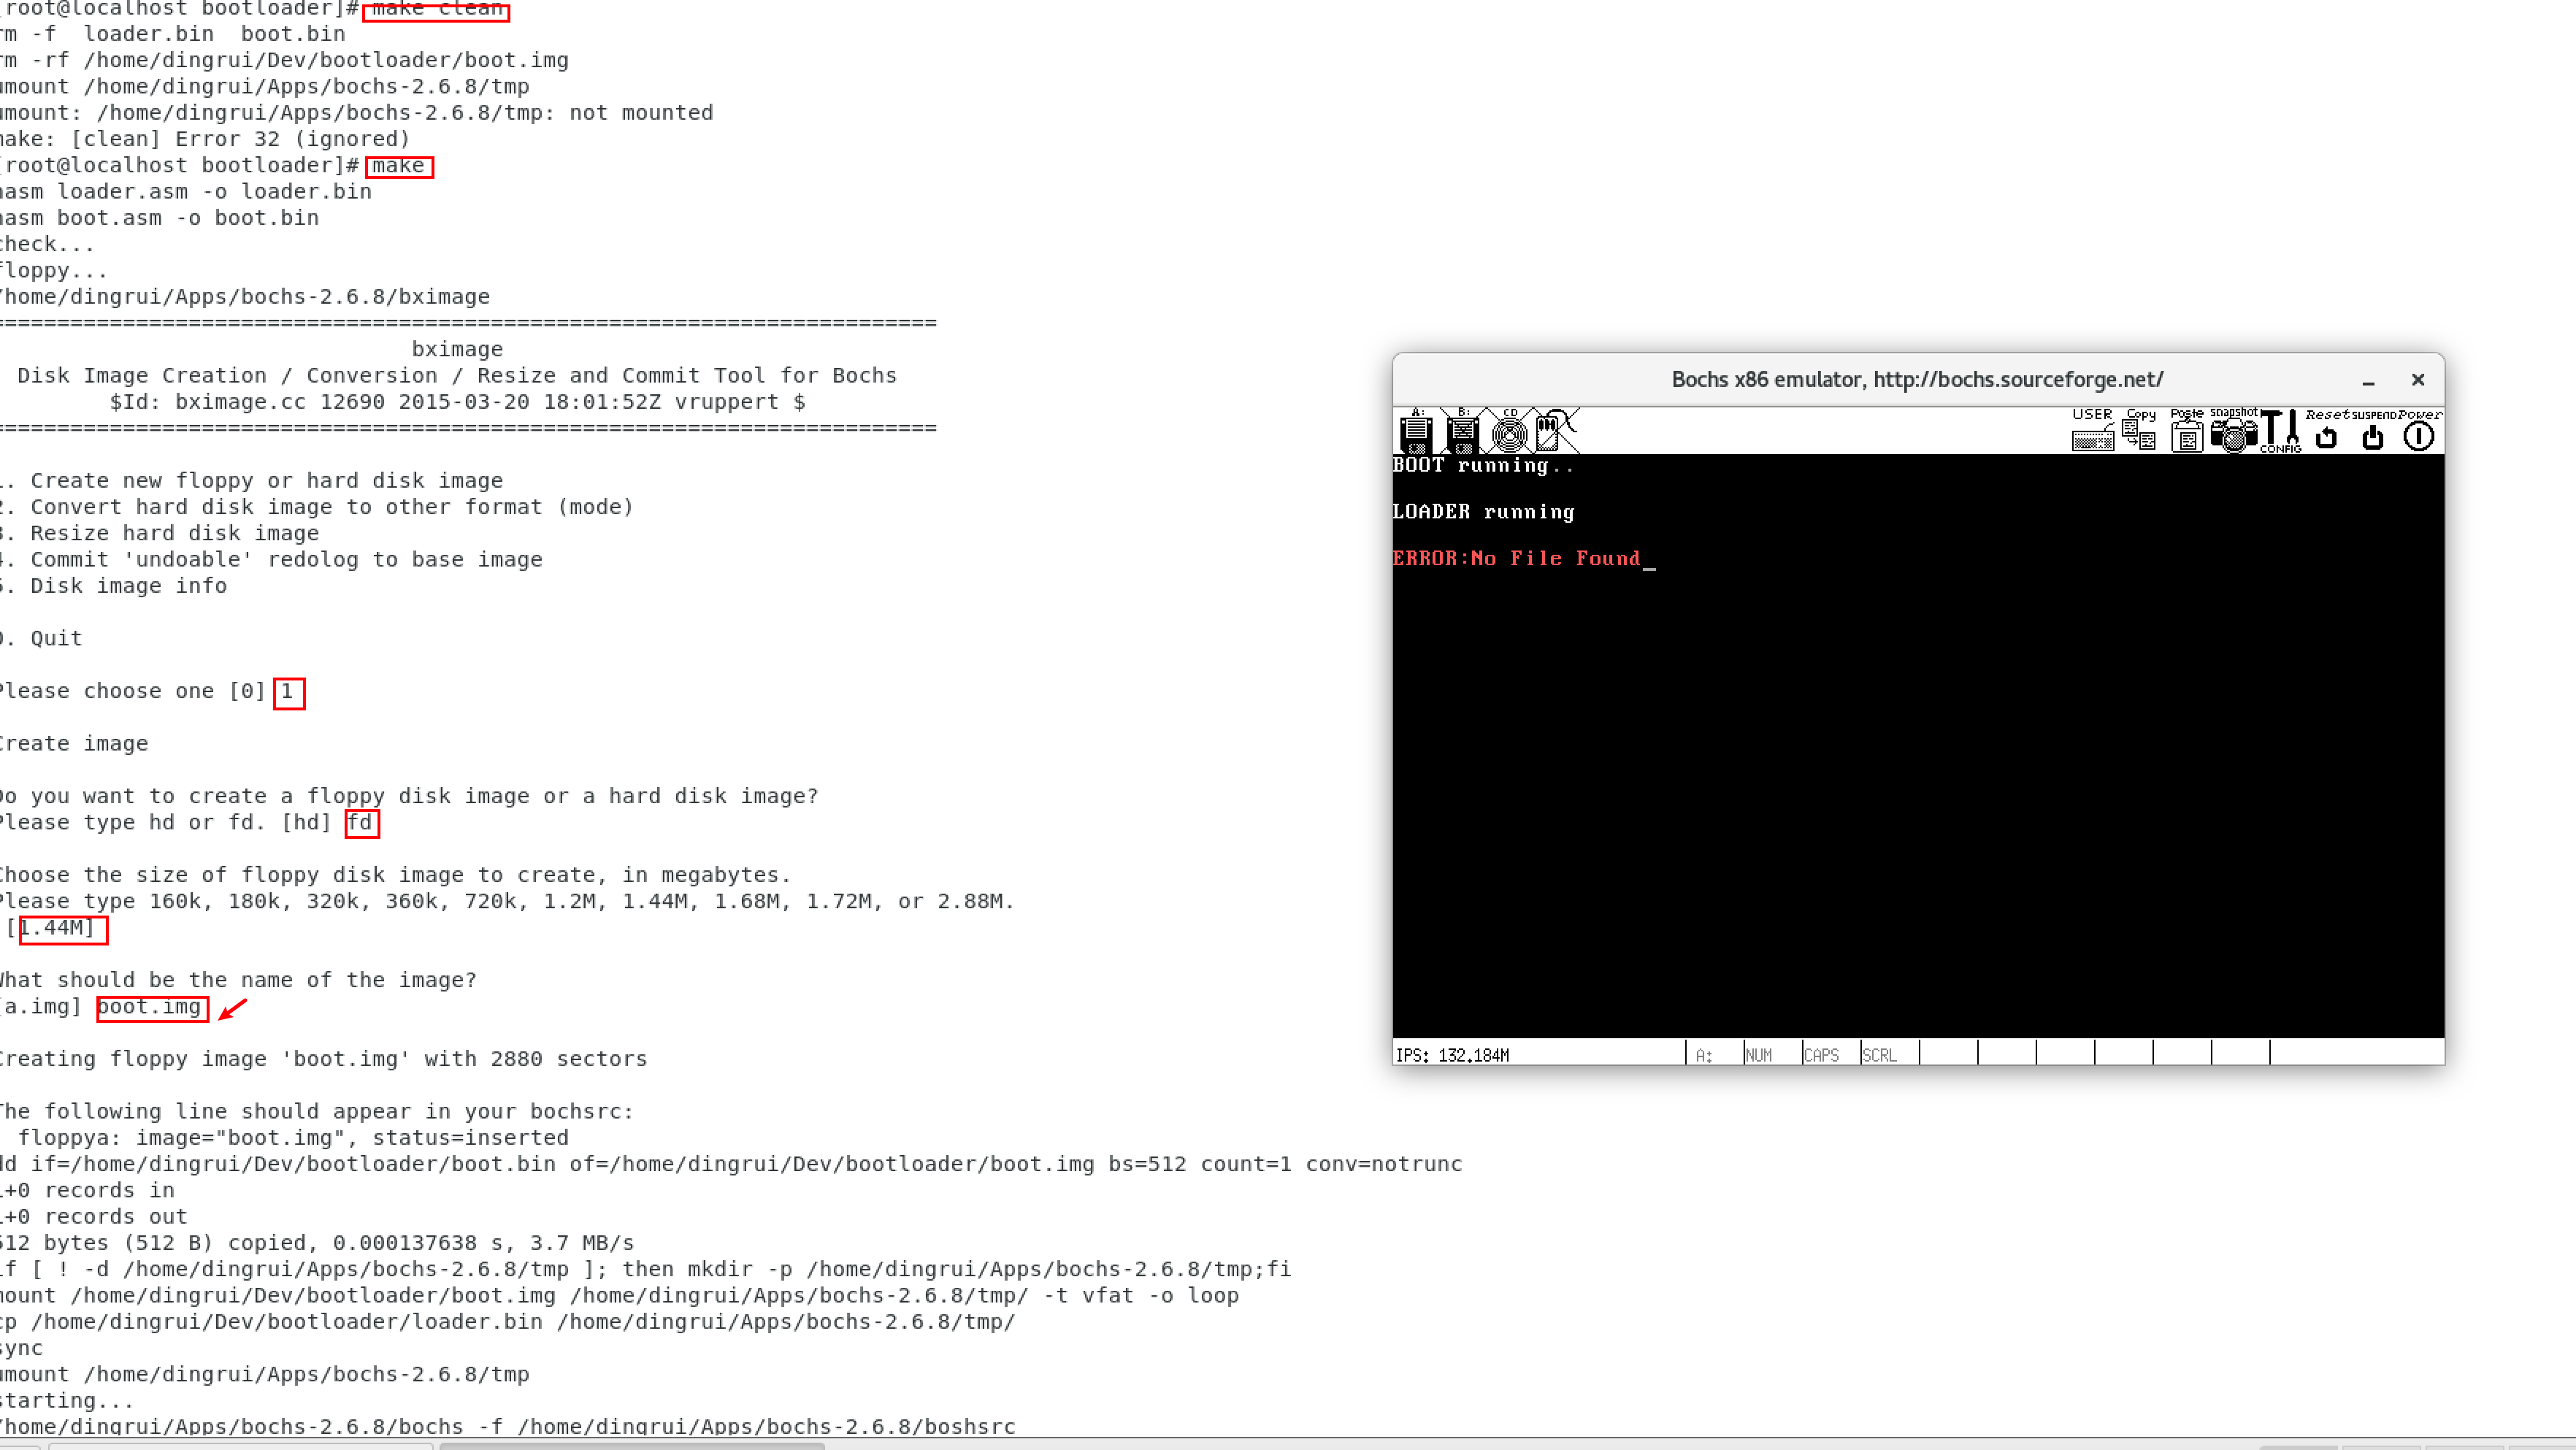 [root@localhost bootloader]# make clean
rm -f  loader.bin  boot.bin
rm -rf /home/dingrui/Dev/bootloader/boot.img
umount /home/dingrui/Apps/bochs-2.6.8/tmp
umount: /home/dingrui/Apps/bochs-2.6.8/tmp: not mounted
make: [clean] Error 32 (ignored)
[root@localhost bootloader]# make
nasm loader.asm -o loader.bin
nasm boot.asm -o boot.bin
check...
floppy...
/home/dingrui/Apps/bochs-2.6.8/bximage
========================================================================
bximage
Disk Image Creation / Conversion / Resize and Commit Tool for Bochs
$Id: bximage.cc 12690 2015-03-20 18:01:52Z vruppert $
========================================================================
1. Create new floppy or hard disk image
2. Convert hard disk image to other format (mode)
3. Resize hard disk image
4. Commit 'undoable' redolog to base image
5. Disk image info
0. Quit
Please choose one [0] 1
Create image
Do you want to create a floppy disk image or a hard disk image?
Please type hd or fd. [hd] fd
Choose the size of floppy disk image to create, in megabytes.
Please type 160k, 180k, 320k, 360k, 720k, 1.2M, 1.44M, 1.68M, 1.72M, or 2.88M.
[1.44M]
What should be the name of the image?
[a.img] boot.img
Creating floppy image 'boot.img' with 2880 sectors
The following line should appear in your bochsrc:
floppya: image="boot.img", status=inserted
dd if=/home/dingrui/Dev/bootloader/boot.bin of=/home/dingrui/Dev/bootloader/boot.img bs=512 count=1 conv=notrunc
1+0 records in
1+0 records out
512 bytes (512 B) copied, 0.000137638 s, 3.7 MB/s
if [ ! -d /home/dingrui/Apps/bochs-2.6.8/tmp ]; then mkdir -p /home/dingrui/Apps/bochs-2.6.8/tmp;fi
mount /home/dingrui/Dev/bootloader/boot.img /home/dingrui/Apps/bochs-2.6.8/tmp/ -t vfat -o loop
cp /home/dingrui/Dev/bootloader/loader.bin /home/dingrui/Apps/bochs-2.6.8/tmp/
sync
umount /home/dingrui/Apps/bochs-2.6.8/tmp
starting...
/home/dingrui/Apps/bochs-2.6.8/bochs -f /home/dingrui/Apps/bochs-2.6.8/boshsrc
Bochs x86 emulator, http://bochs.sourceforge.net/
A: B: CD USER Copy Paste snapshot CONFIG Reset SUSPEND Power
BOOT running..
LOADER running
ERROR:No File Found_
IPS: 132.184M A: NUM CAPS SCRL